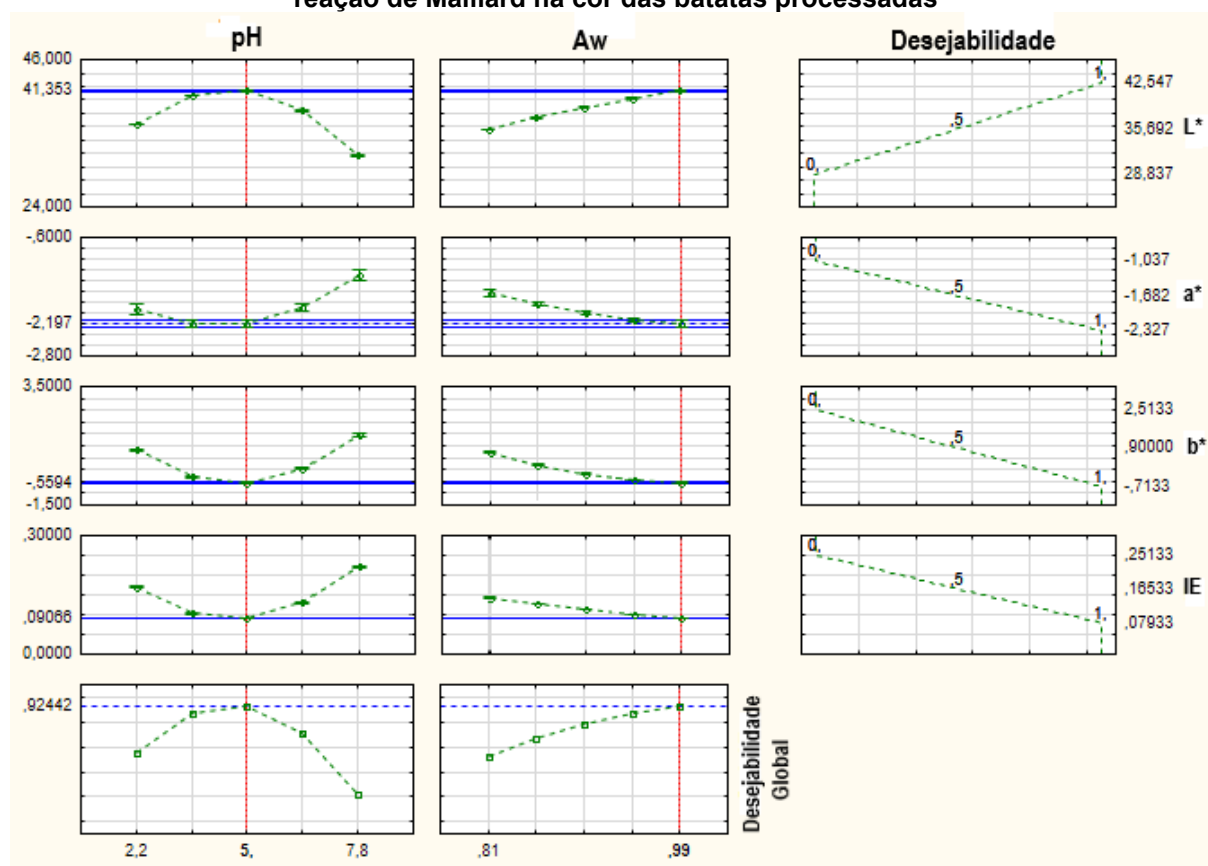 reação de Maillard na cor das batatas processadas
pH Aw Desejabilidade
46,000
41,353
24,000
0, ,5 1,
42,547
35,692 L*
28,837
-,6000
-2,197
-2,800
0, ,5 1,
-1,037
-1,682 a*
-2,327
3,5000
-,5594
-1,500
0, ,5 1,
2,5133
,90000 b*
-,7133
,30000
,09066
0,0000
0, ,5 1,
,25133
,16533 IE
,07933
,92442
Desejabilidade
Global
2,2 5, 7,8 ,81 ,99